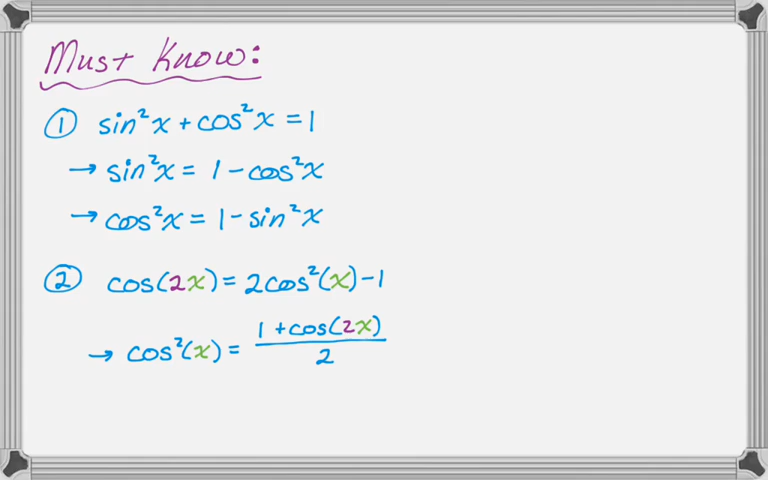 Must Know:
① sin²x + cos²x = 1
→ sin²x = 1 - cos²x
→ cos²x = 1 - sin²x
② cos(2x) = 2cos²(x) - 1
→ cos²(x) = (1 + cos(2x))/2